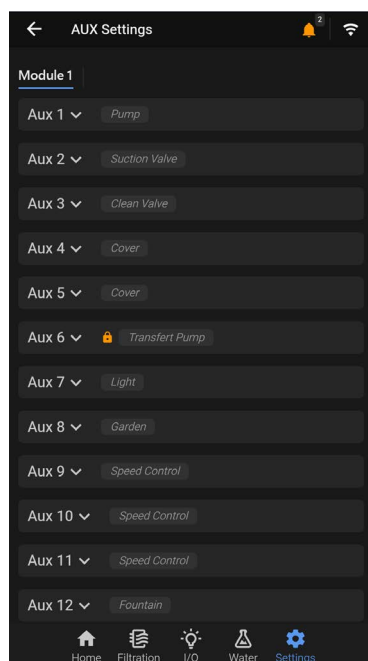 AUX Settings
2
Module 1
Aux 1 Pump
Aux 2 Suction Valve
Aux 3 Clean Valve
Aux 4 Cover
Aux 5 Cover
Aux 6 Transfert Pump
Aux 7 Light
Aux 8 Garden
Aux 9 Speed Control
Aux 10 Speed Control
Aux 11 Speed Control
Aux 12 Fountain
Home Filtration I/O Water Settings